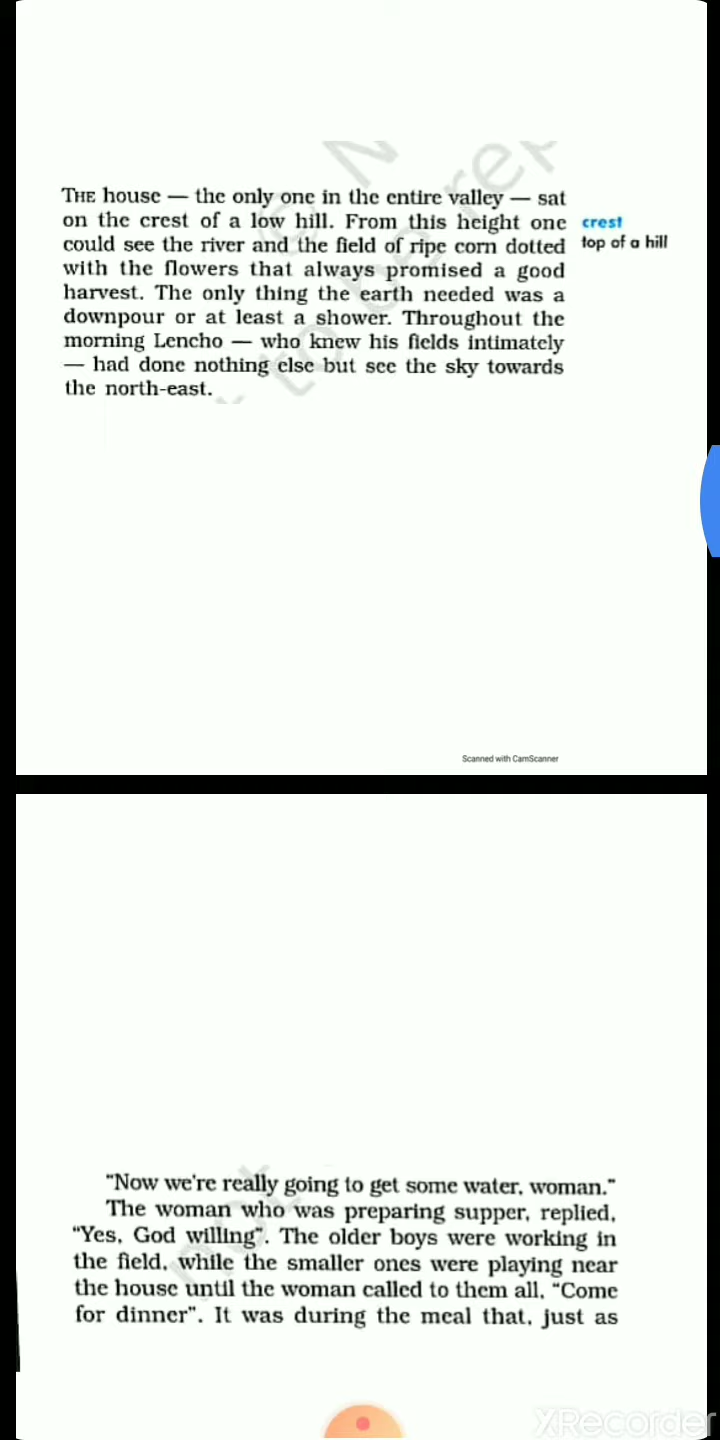 THE house — the only one in the entire valley — sat
on the crest of a low hill. From this height one
could see the river and the field of ripe corn dotted
with the flowers that always promised a good
harvest. The only thing the earth needed was a
downpour or at least a shower. Throughout the
morning Lencho — who knew his fields intimately
— had done nothing else but see the sky towards
the north-east.
crest
top of a hill
Scanned with CamScanner
not
“Now we're really going to get some water, woman.”
The woman who was preparing supper, replied,
“Yes, God willing”. The older boys were working in
the field, while the smaller ones were playing near
the house until the woman called to them all, “Come
for dinner”. It was during the meal that, just as
XRecorder